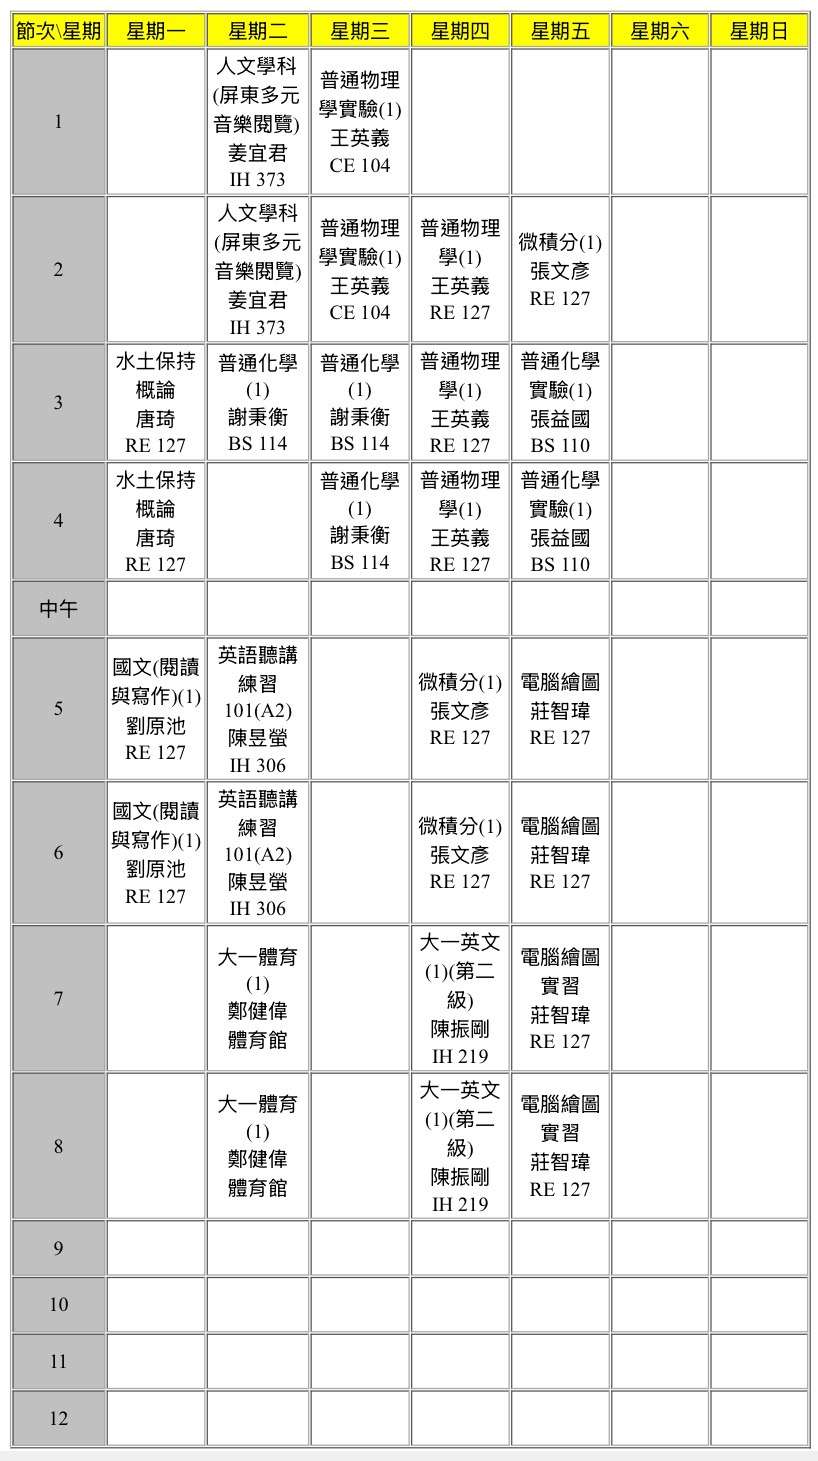 節次\星期 星期一 星期二 星期三 星期四 星期五 星期六 星期日
1
人文學科
(屏東多元
音樂閱覽)
姜宜君
IH 373
普通物理
學實驗(1)
王英義
CE 104
2
人文學科
(屏東多元
音樂閱覽)
姜宜君
IH 373
普通物理
學實驗(1)
王英義
CE 104
普通物理
學(1)
王英義
RE 127
微積分(1)
張文彥
RE 127
3
水土保持
概論
唐琦
RE 127
普通化學
(1)
謝秉衡
BS 114
普通化學
(1)
謝秉衡
BS 114
普通物理
學(1)
王英義
RE 127
普通化學
實驗(1)
張益國
BS 110
4
水土保持
概論
唐琦
RE 127
普通化學
(1)
謝秉衡
BS 114
普通物理
學(1)
王英義
RE 127
普通化學
實驗(1)
張益國
BS 110
中午
5
國文(閱讀
與寫作)(1)
劉原池
RE 127
英語聽講
練習
101(A2)
陳昱螢
IH 306
微積分(1)
張文彥
RE 127
電腦繪圖
莊智瑋
RE 127
6
國文(閱讀
與寫作)(1)
劉原池
RE 127
英語聽講
練習
101(A2)
陳昱螢
IH 306
微積分(1)
張文彥
RE 127
電腦繪圖
莊智瑋
RE 127
7
大一體育
(1)
鄭健偉
體育館
大一英文
(1)(第二
級)
陳振剛
IH 219
電腦繪圖
實習
莊智瑋
RE 127
8
大一體育
(1)
鄭健偉
體育館
大一英文
(1)(第二
級)
陳振剛
IH 219
電腦繪圖
實習
莊智瑋
RE 127
9
10
11
12